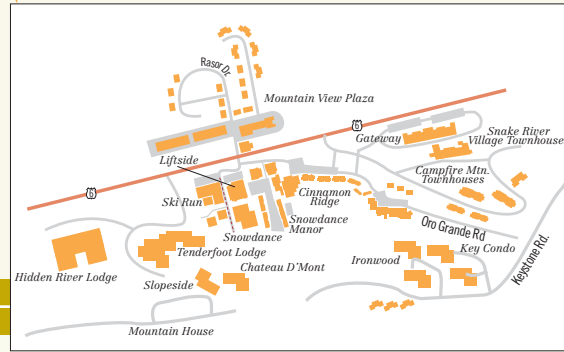 Rasor Dr.
Mountain View Plaza
6
Gateway
Snake River
Village Townhouses
Liftside
Campfire Mtn.
Townhouses
6
Ski Run
Cinnamon
Ridge
Snowdance
Manor
Oro Grande Rd
Snowdance
Tenderfoot Lodge
Key Condo
Keystone Rd.
Ironwood
Chateau D'Mont
Hidden River Lodge
Slopeside
Mountain House